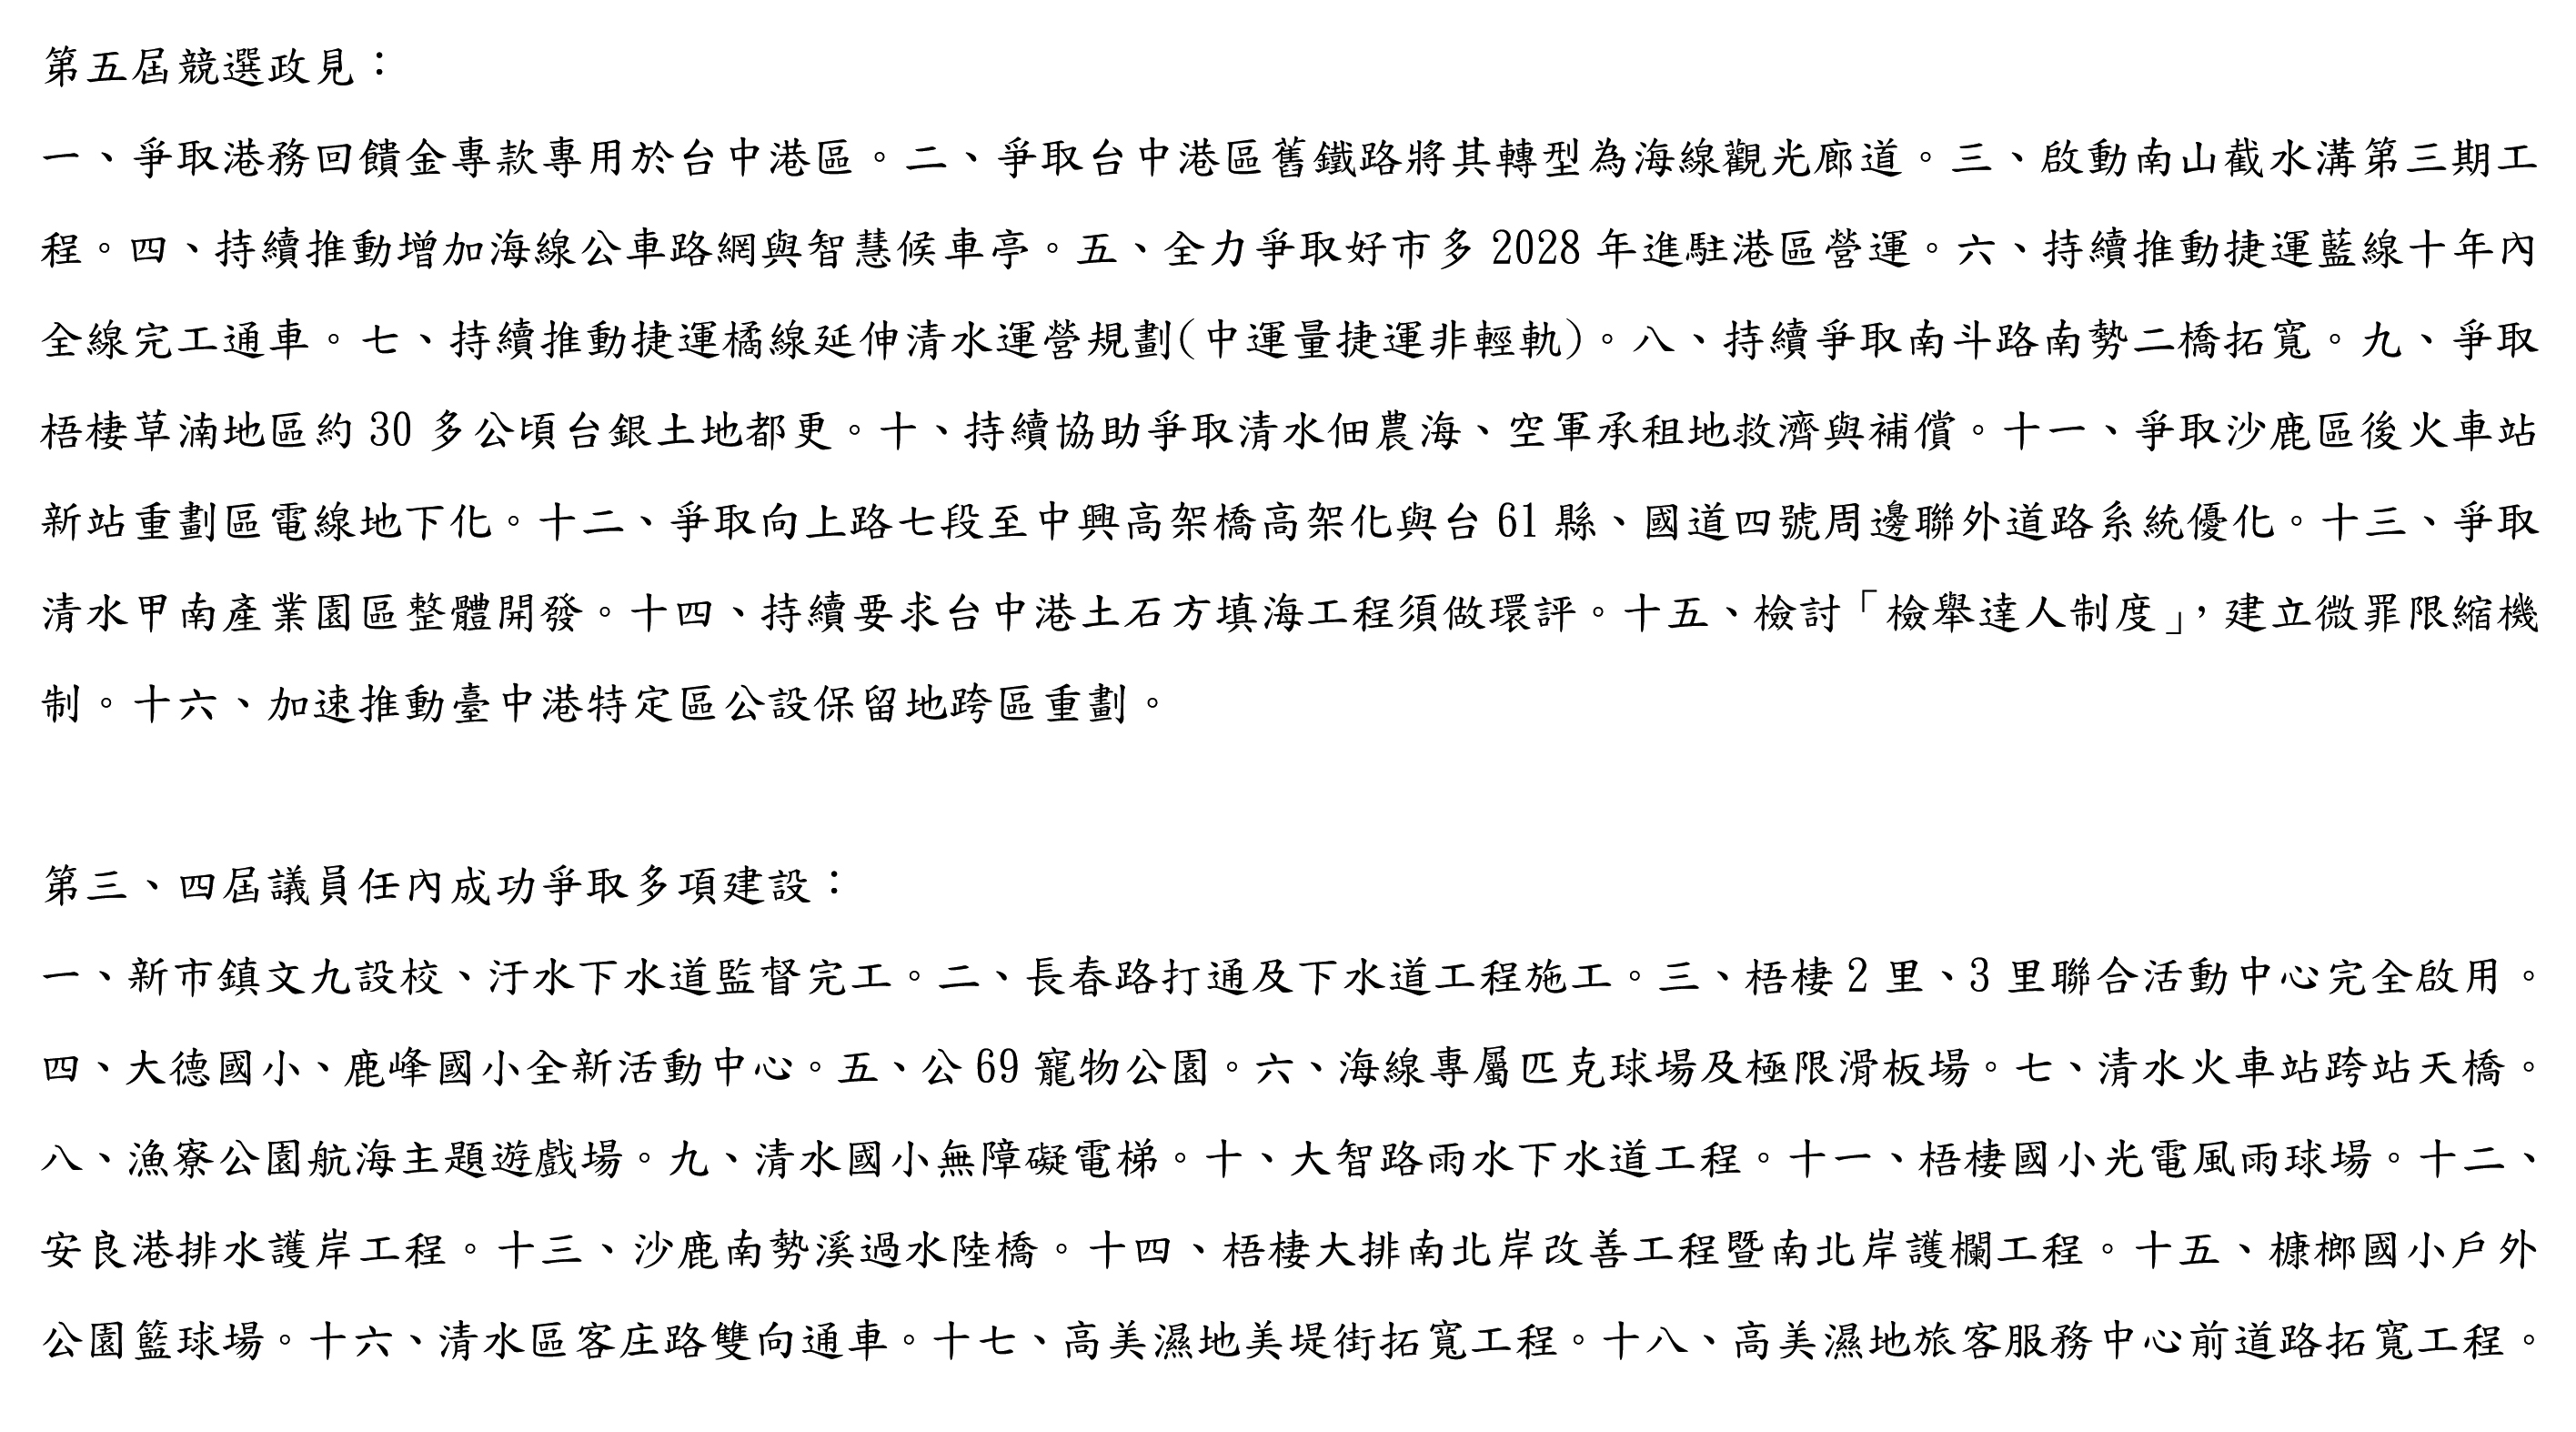 第五屆競選政見：
一、爭取港務回饋金專款專用於台中港區。二、爭取台中港區舊鐵路將其轉型為海線觀光廊道。三、啟動南山截水溝第三期工
程。四、持續推動增加海線公車路網與智慧候車亭。五、全力爭取好市多 2028 年進駐港區營運。六、持續推動捷運藍線十年內
全線完工通車。七、持續推動捷運橘線延伸清水運營規劃(中運量捷運非輕軌)。八、持續爭取南斗路南勢二橋拓寬。九、爭取
梧棲草湳地區約 30 多公頃台銀土地都更。十、持續協助爭取清水佃農海、空軍承租地救濟與補償。十一、爭取沙鹿區後火車站
新站重劃區電線地下化。十二、爭取向上路七段至中興高架橋高架化與台 61 縣、國道四號周邊聯外道路系統優化。十三、爭取
清水甲南產業園區整體開發。十四、持續要求台中港土石方填海工程須做環評。十五、檢討「檢舉達人制度」，建立微罪限縮機
制。十六、加速推動臺中港特定區公設保留地跨區重劃。
第三、四屆議員任內成功爭取多項建設：
一、新市鎮文九設校、汙水下水道監督完工。二、長春路打通及下水道工程施工。三、梧棲 2 里、3 里聯合活動中心完全啟用。
四、大德國小、鹿峰國小全新活動中心。五、公 69 寵物公園。六、海線專屬匹克球場及極限滑板場。七、清水火車站跨站天橋。
八、漁寮公園航海主題遊戲場。九、清水國小無障礙電梯。十、大智路雨水下水道工程。十一、梧棲國小光電風雨球場。十二、
安良港排水護岸工程。十三、沙鹿南勢溪過水陸橋。十四、梧棲大排南北岸改善工程暨南北岸護欄工程。十五、槺榔國小戶外
公園籃球場。十六、清水區客庄路雙向通車。十七、高美濕地美堤街拓寬工程。十八、高美濕地旅客服務中心前道路拓寬工程。